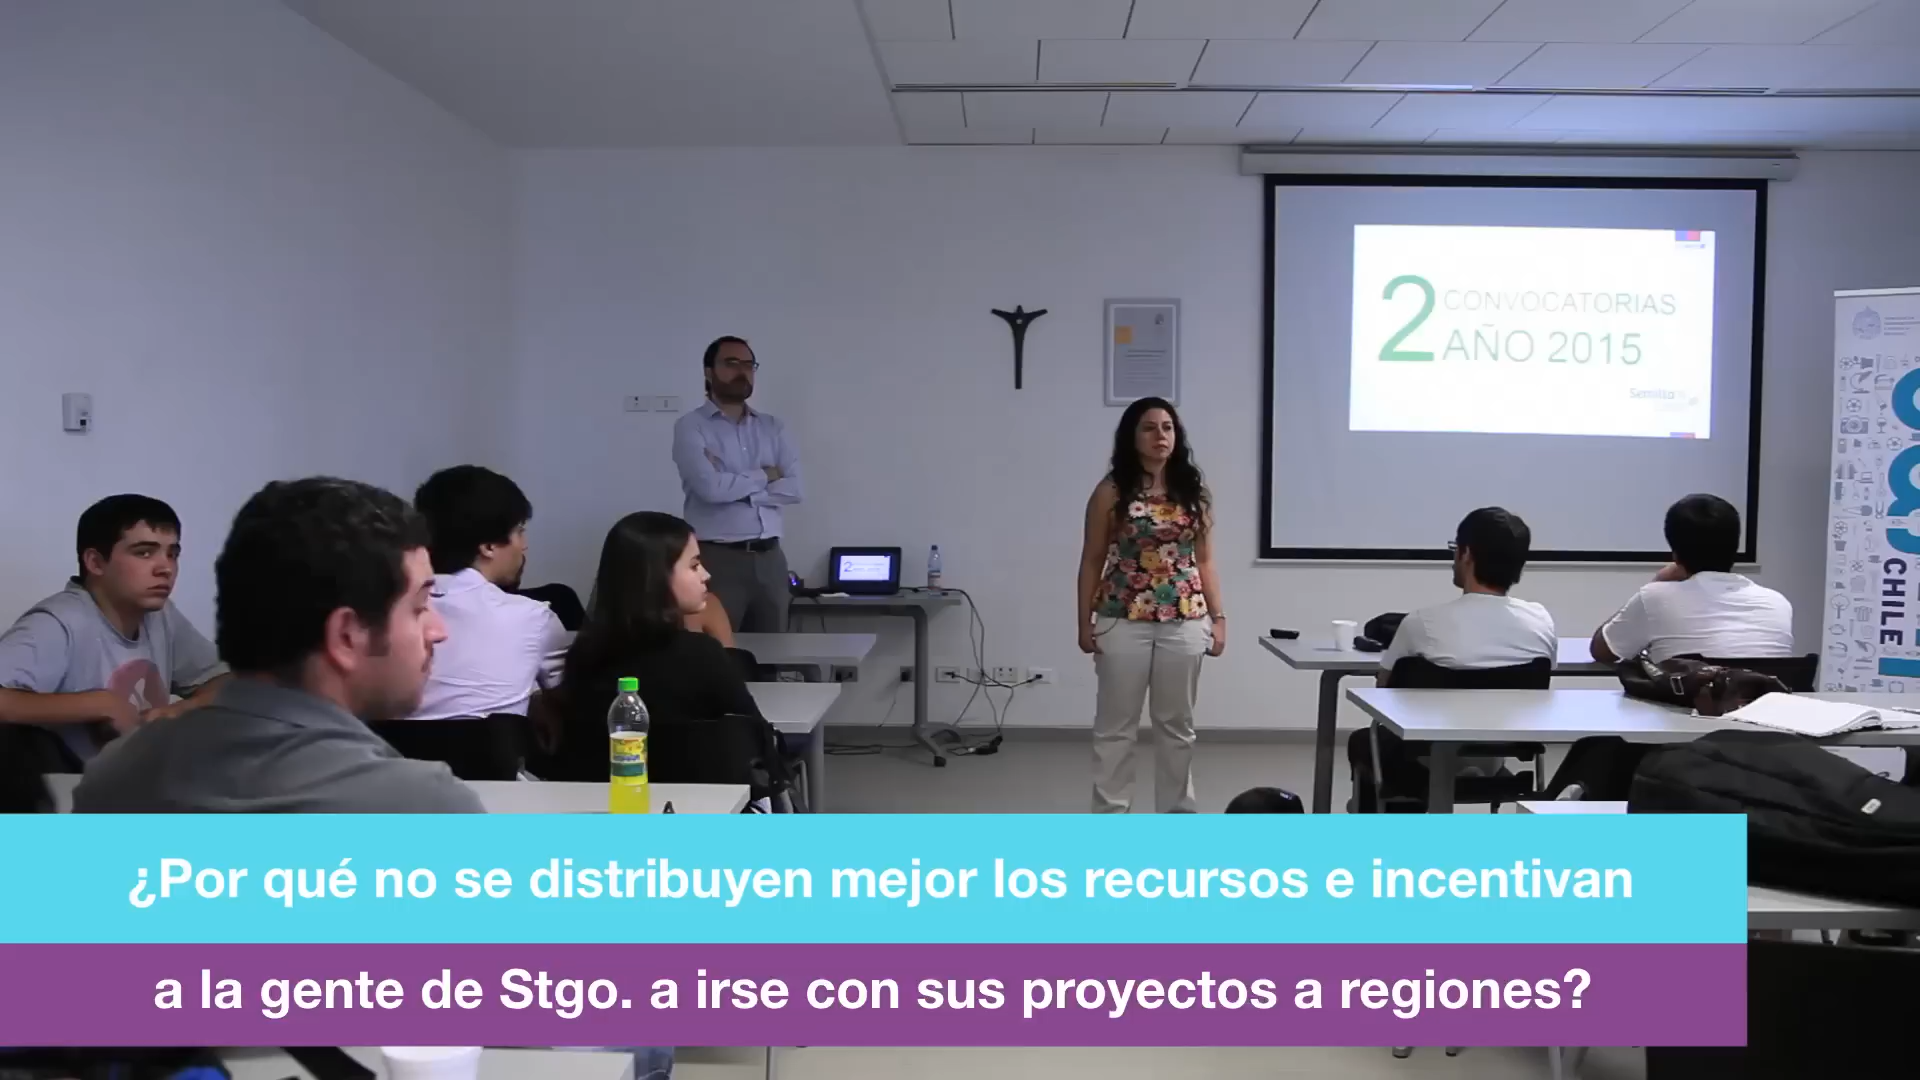 2 CONVOCATORIAS
AÑO 2015
Semilla
CHILE
¿Por qué no se distribuyen mejor los recursos e incentivan
a la gente de Stgo. a irse con sus proyectos a regiones?